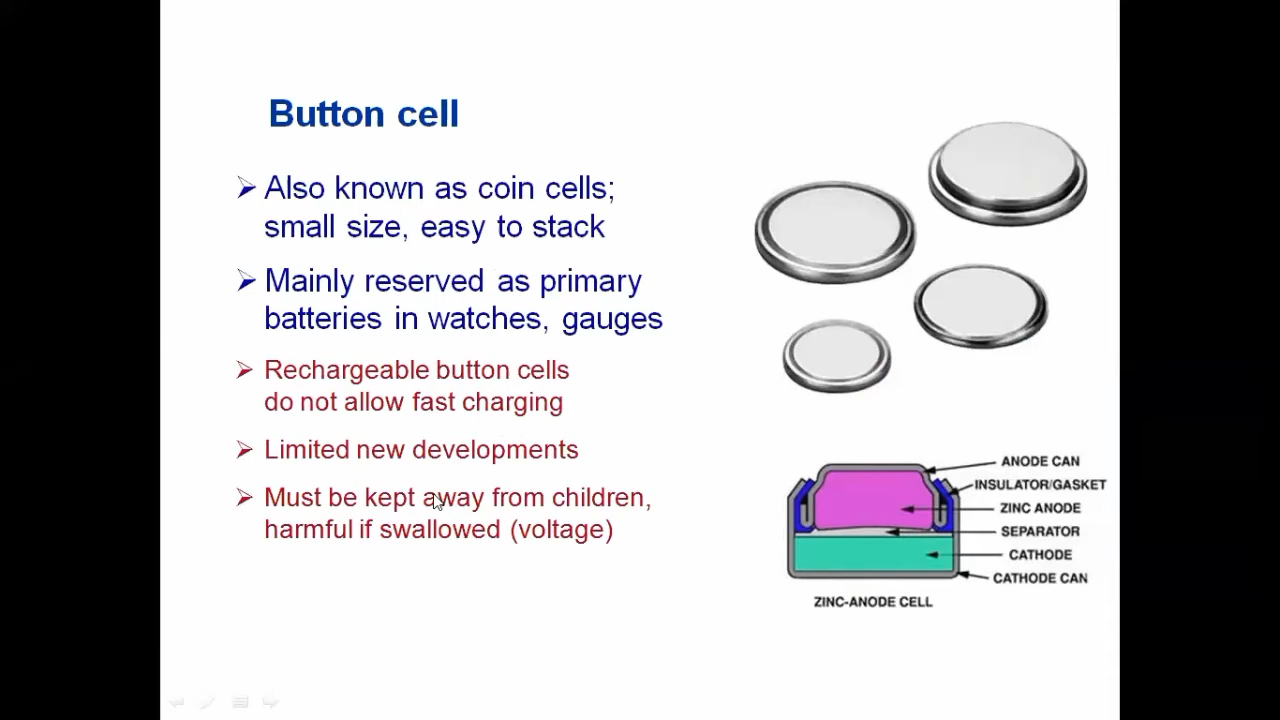 Button cell
Also known as coin cells;
small size, easy to stack
Mainly reserved as primary
batteries in watches, gauges
Rechargeable button cells
do not allow fast charging
Limited new developments
Must be kept away from children,
harmful if swallowed (voltage)
ANODE CAN
INSULATOR/GASKET
ZINC ANODE
SEPARATOR
CATHODE
CATHODE CAN
ZINC-ANODE CELL